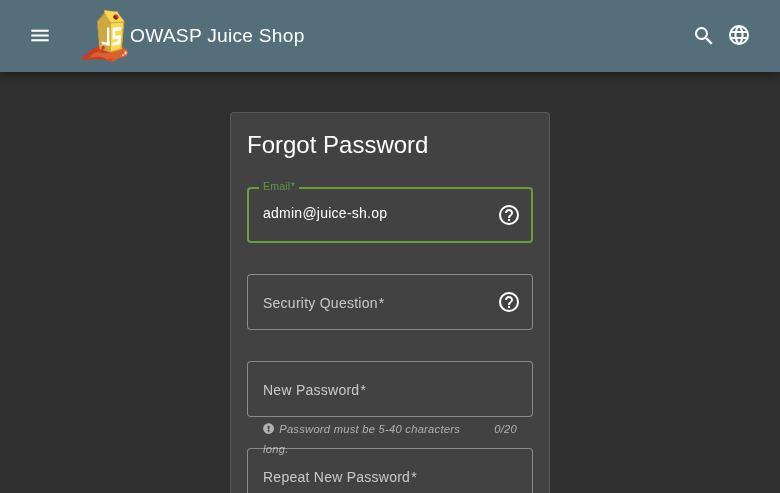 JS
OWASP Juice Shop
Forgot Password
Email*
admin@juice-sh.op
Security Question*
New Password*
Password must be 5-40 characters long.
0/20
Repeat New Password*